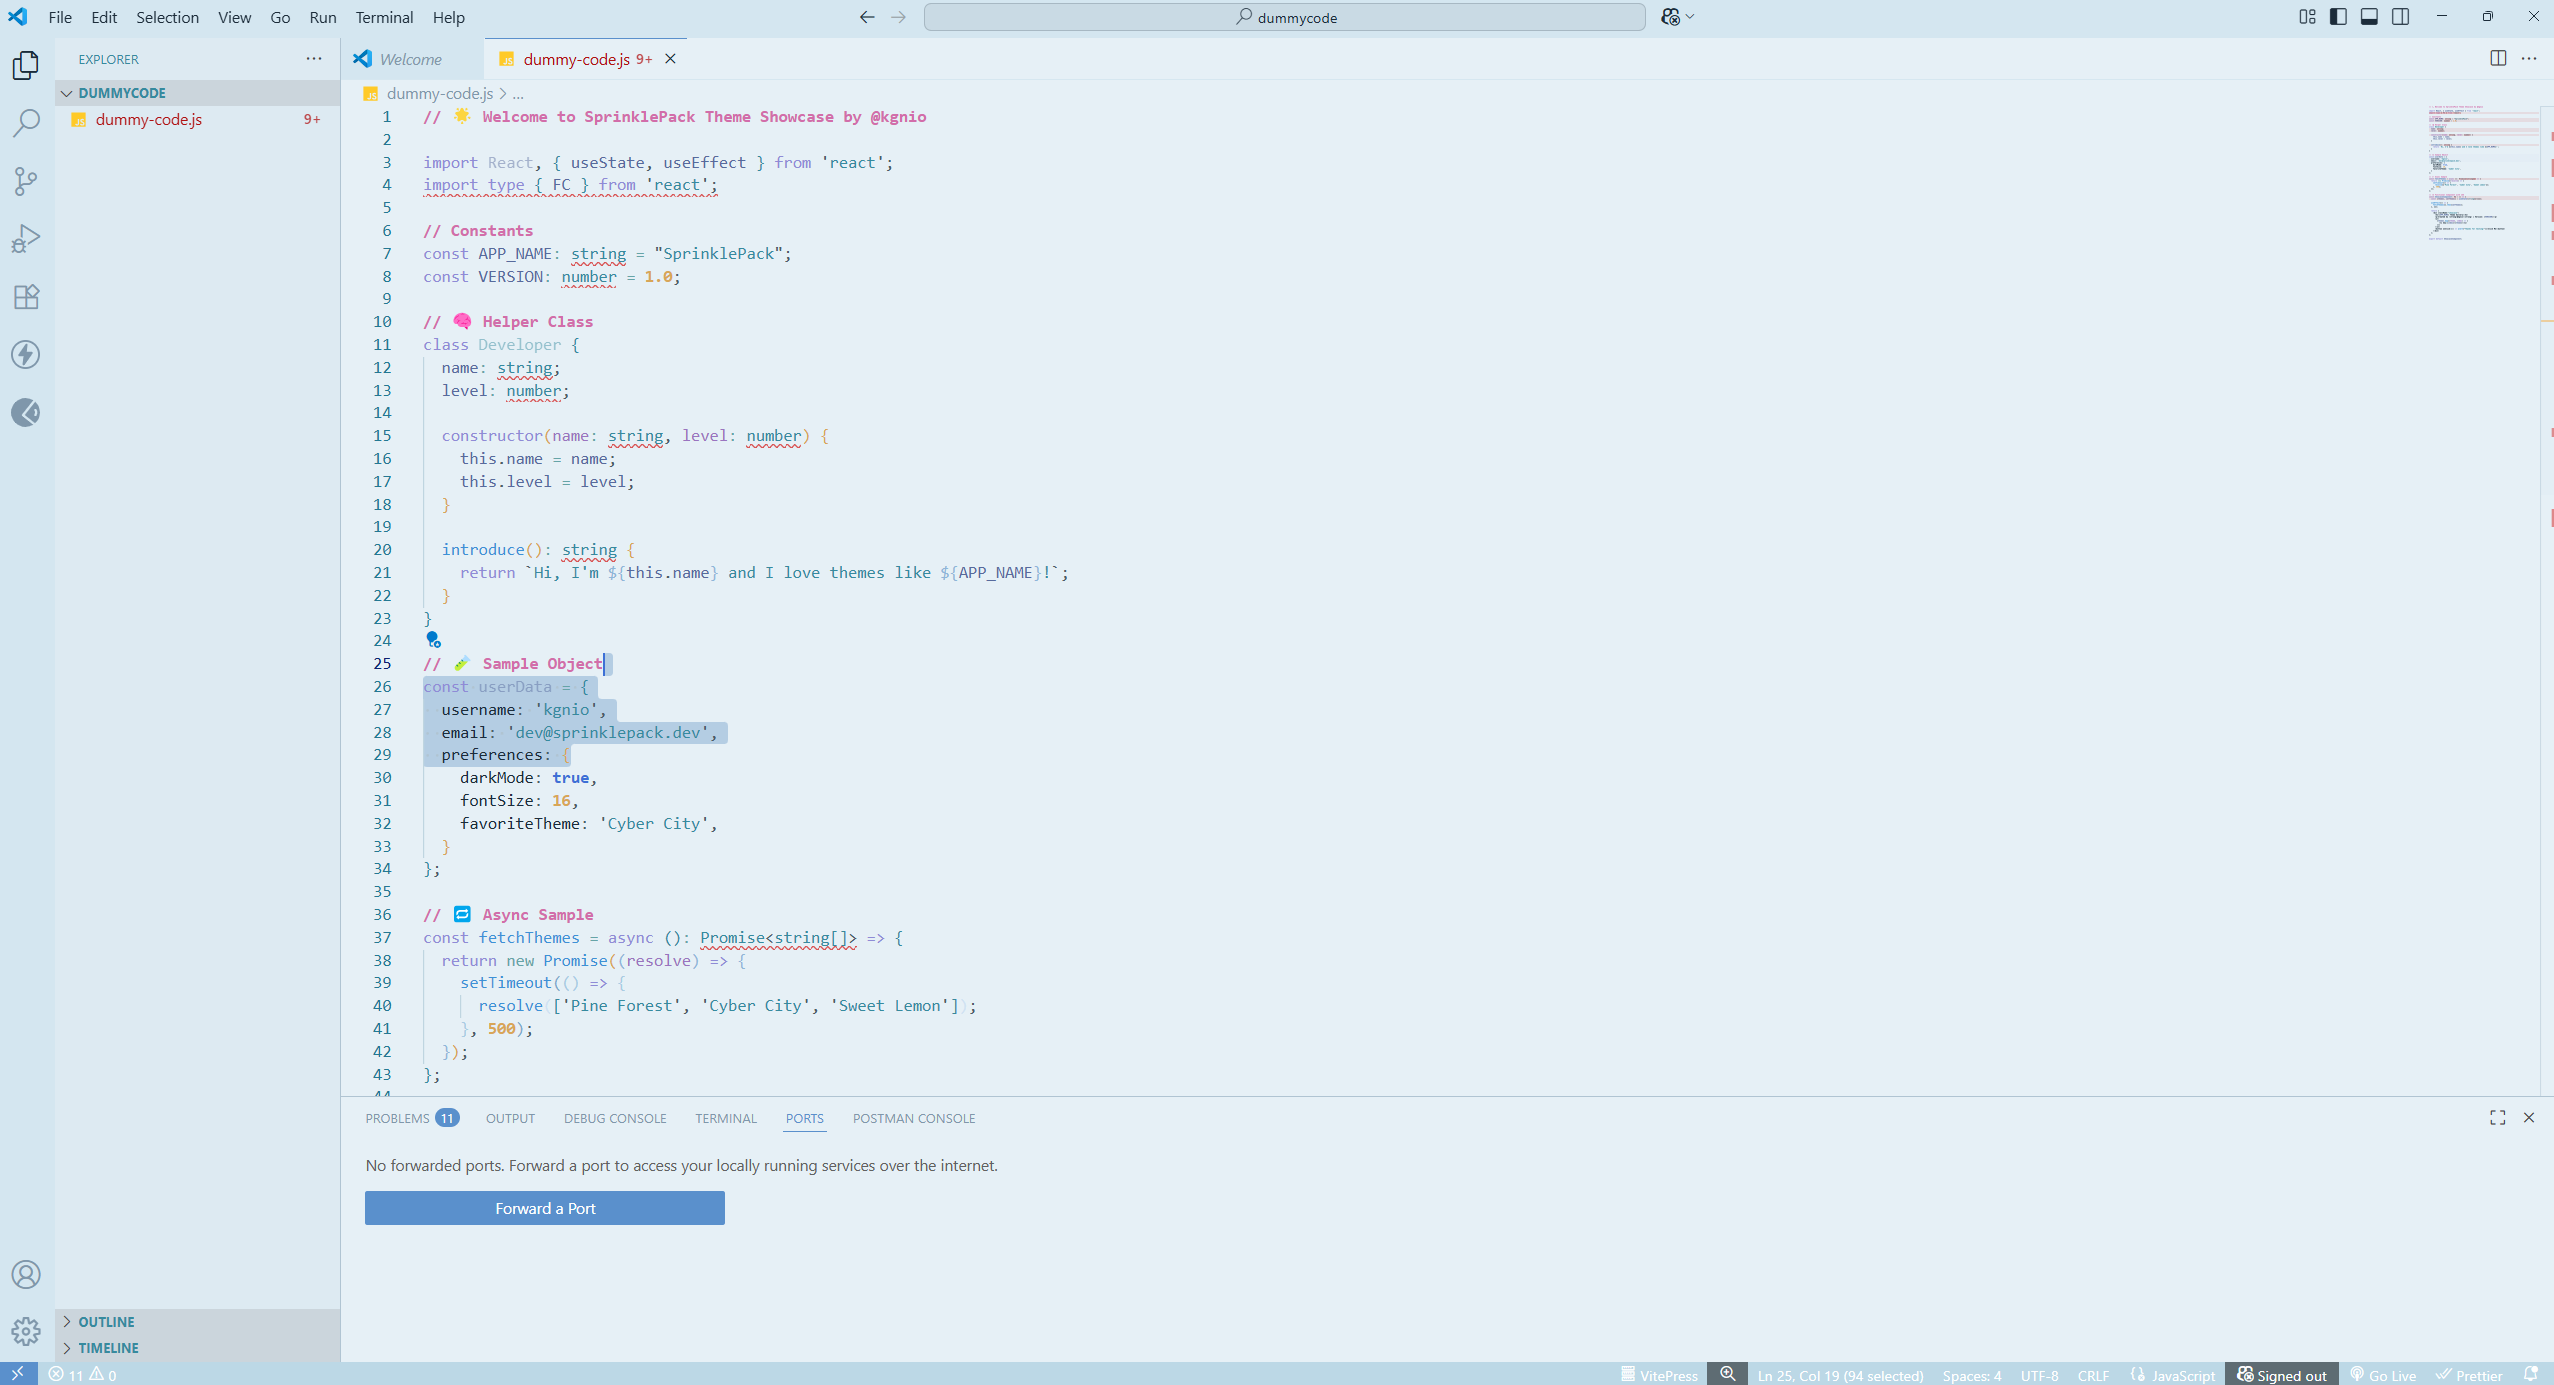 File Edit Selection View Go Run Terminal Help
dummycode
EXPLORER
DUMMYCODE
dummy-code.js 9+
Welcome
dummy-code.js 9+
dummy-code.js > ...
1 // 🌟 Welcome to SprinklePack Theme Showcase by @kgnio
2
3 import React, { useState, useEffect } from 'react';
4 import type { FC } from 'react';
5
6 // Constants
7 const APP_NAME: string = "SprinklePack";
8 const VERSION: number = 1.0;
9
10 // 🧠 Helper Class
11 class Developer {
12 name: string;
13 level: number;
14
15 constructor(name: string, level: number) {
16 this.name = name;
17 this.level = level;
18 }
19
20 introduce(): string {
21 return `Hi, I'm ${this.name} and I love themes like ${APP_NAME}!`;
22 }
23 }
24
25 // 🧪 Sample Object
26 const userData = {
27 username: 'kgnio',
28 email: 'dev@sprinklepack.dev',
29 preferences: {
30 darkMode: true,
31 fontSize: 16,
32 favoriteTheme: 'Cyber City',
33 }
34 };
35
36 // 🔁 Async Sample
37 const fetchThemes = async (): Promise<string[]> => {
38 return new Promise((resolve) => {
39 setTimeout(() => {
40 resolve(['Pine Forest', 'Cyber City', 'Sweet Lemon']);
41 }, 500);
42 });
43 };
44
PROBLEMS 11 OUTPUT DEBUG CONSOLE TERMINAL PORTS POSTMAN CONSOLE
No forwarded ports. Forward a port to access your locally running services over the internet.
Forward a Port
OUTLINE
TIMELINE
11 0
VitePress Ln 25, Col 19 (94 selected) Spaces: 4 UTF-8 CRLF JavaScript Signed out Go Live Prettier